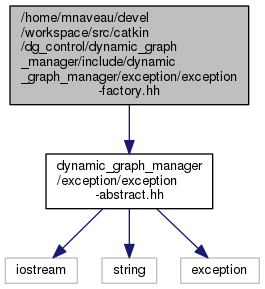 /home/mnaveau/devel
/workspace/src/catkin
/dg_control/dynamic_graph
_manager/include/dynamic
_graph_manager/exception/exception
-factory.hh
dynamic_graph_manager
/exception/exception
-abstract.hh
iostream
string
exception